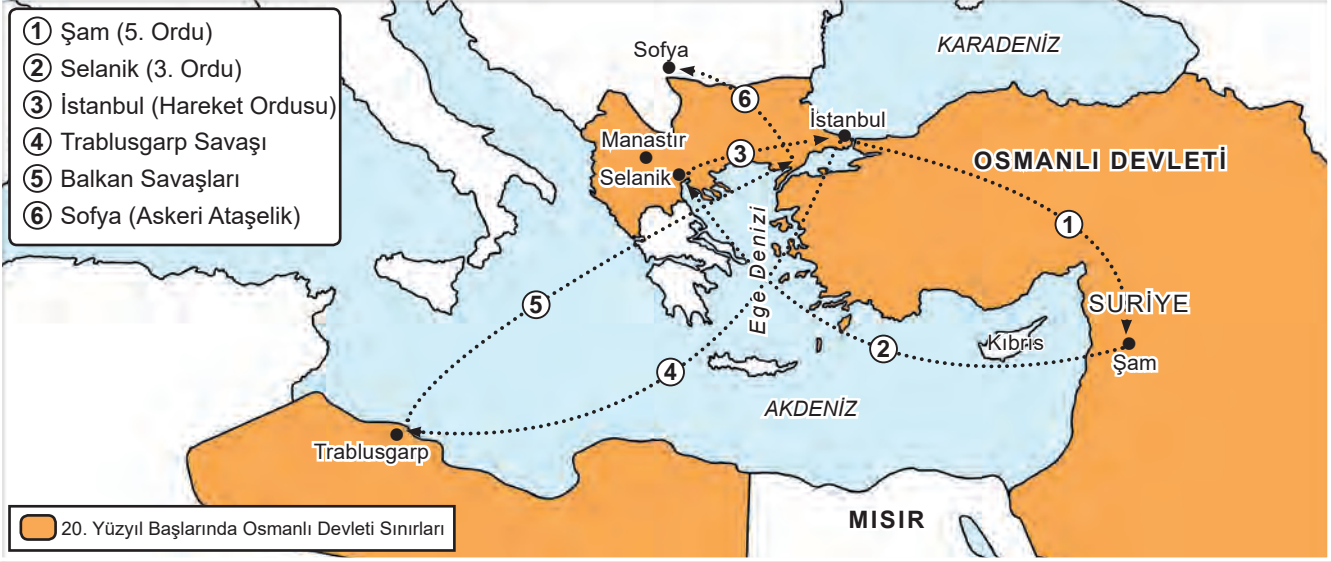 1 Şam (5. Ordu)
2 Selanik (3. Ordu)
3 İstanbul (Hareket Ordusu)
4 Trablusgarp Savaşı
5 Balkan Savaşları
6 Sofya (Askeri Ataşelik)
Sofya
KARADENİZ
6
İstanbul
Manastır
3
OSMANLI DEVLETİ
Selanik
1
Ege Denizi
5
SURİYE
2
Kıbris
Şam
4
AKDENİZ
Trablusgarp
MISIR
20. Yüzyıl Başlarında Osmanlı Devleti Sınırları